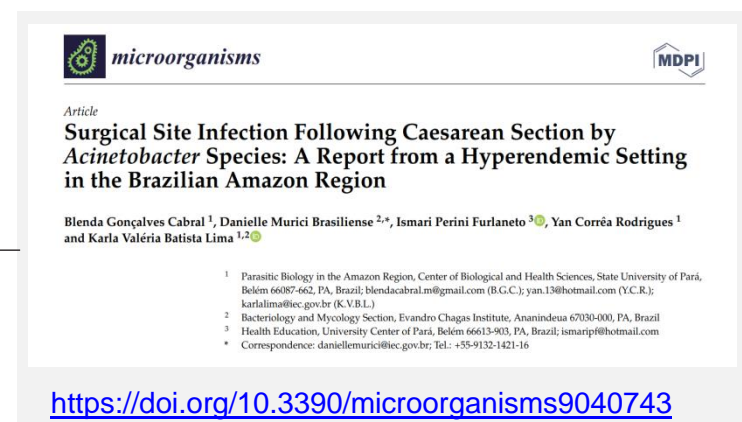 microorganisms
MDPI
Article
Surgical Site Infection Following Caesarean Section by
Acinetobacter Species: A Report from a Hyperendemic Setting
in the Brazilian Amazon Region
Blenda Gonçalves Cabral 1, Danielle Murici Brasiliense 2,*, Ismari Perini Furlaneto 3, Yan Corrêa Rodrigues 1
and Karla Valéria Batista Lima 1,2
1 Parasitic Biology in the Amazon Region, Center of Biological and Health Sciences, State University of Pará,
Belém 66087-662, PA, Brazil; blendacabral.m@gmail.com (B.G.C.); yan.13@hotmail.com (Y.C.R.);
karlalima@iec.gov.br (K.V.B.L.)
2 Bacteriology and Mycology Section, Evandro Chagas Institute, Ananindeua 67030-000, PA, Brazil
3 Health Education, University Center of Pará, Belém 66613-903, PA, Brazil; ismaripf@hotmail.com
* Correspondence: daniellemurici@iec.gov.br; Tel.: +55-9132-1421-16
https://doi.org/10.3390/microorganisms9040743